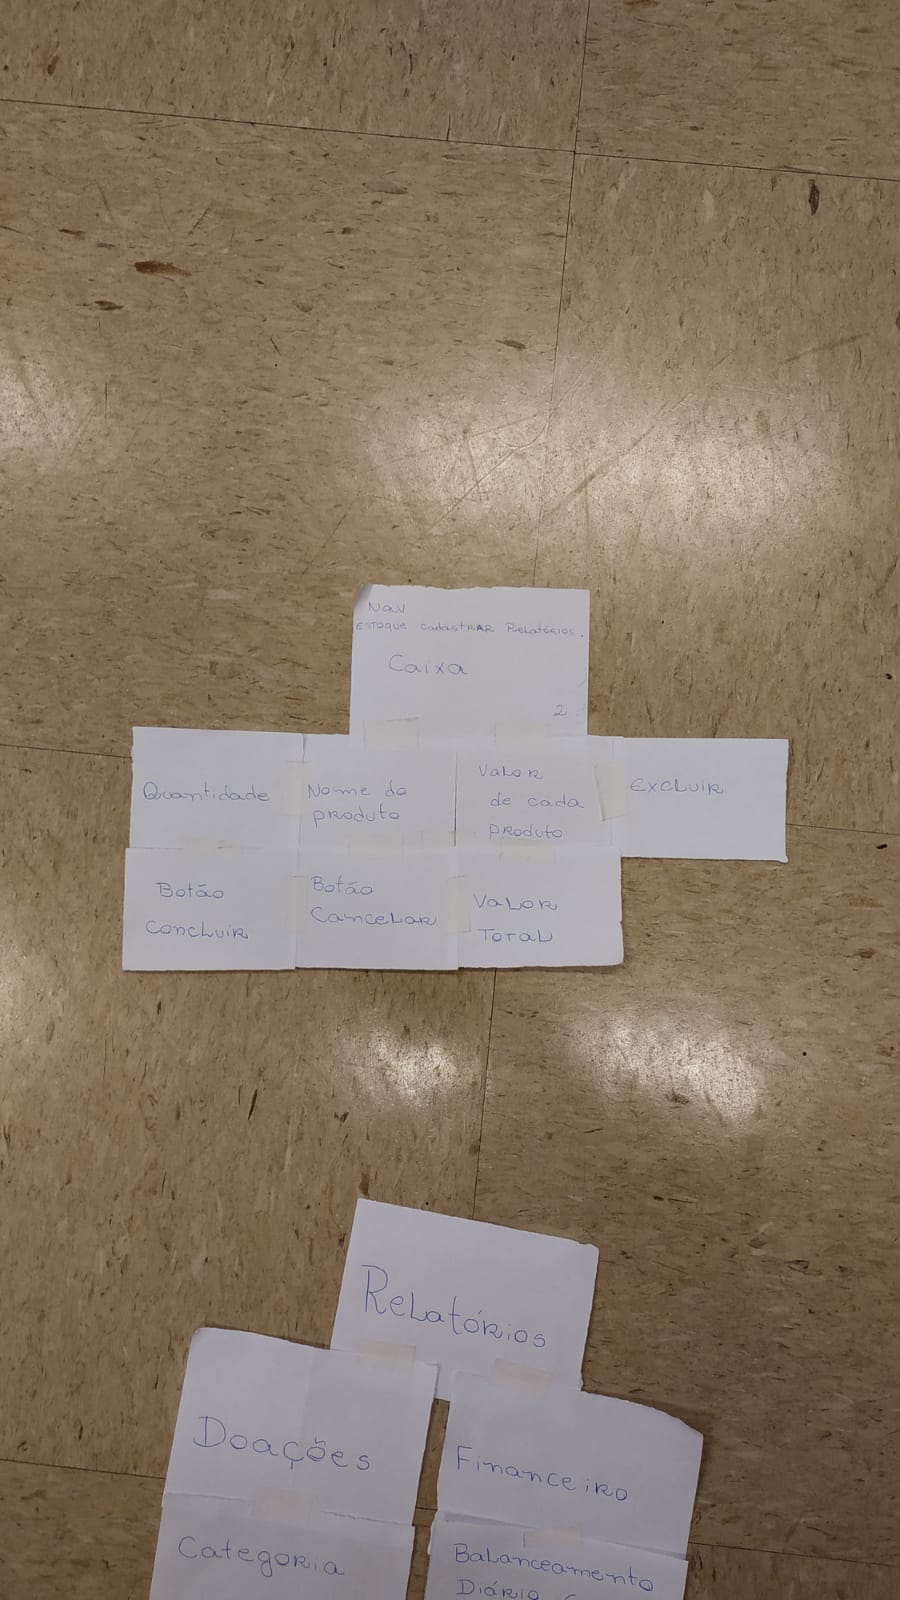 Nav
ESTOQUE CadastRAR Relatórios.
Caixa
2
Quantidade
Nome do
produto
Valor
de cada
produto
Excluir
Botão
Concluir
Botão
Cancelar
Valor
Total
Relatórios
Doações
Financeiro
Categoria
Balanceamento
Diário